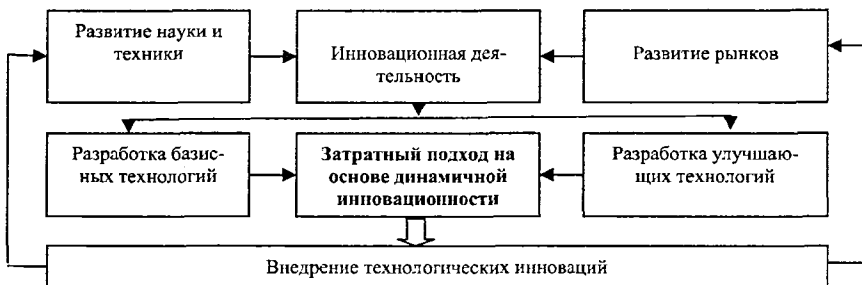 Развитие науки и
техники
Инновационная дея-
тельность
Развитие рынков
Разработка базис-
ных технологий
Затратный подход на
основе динамичной
инновационности
Разработка улучшаю-
щих технологий
Внедрение технологических инноваций